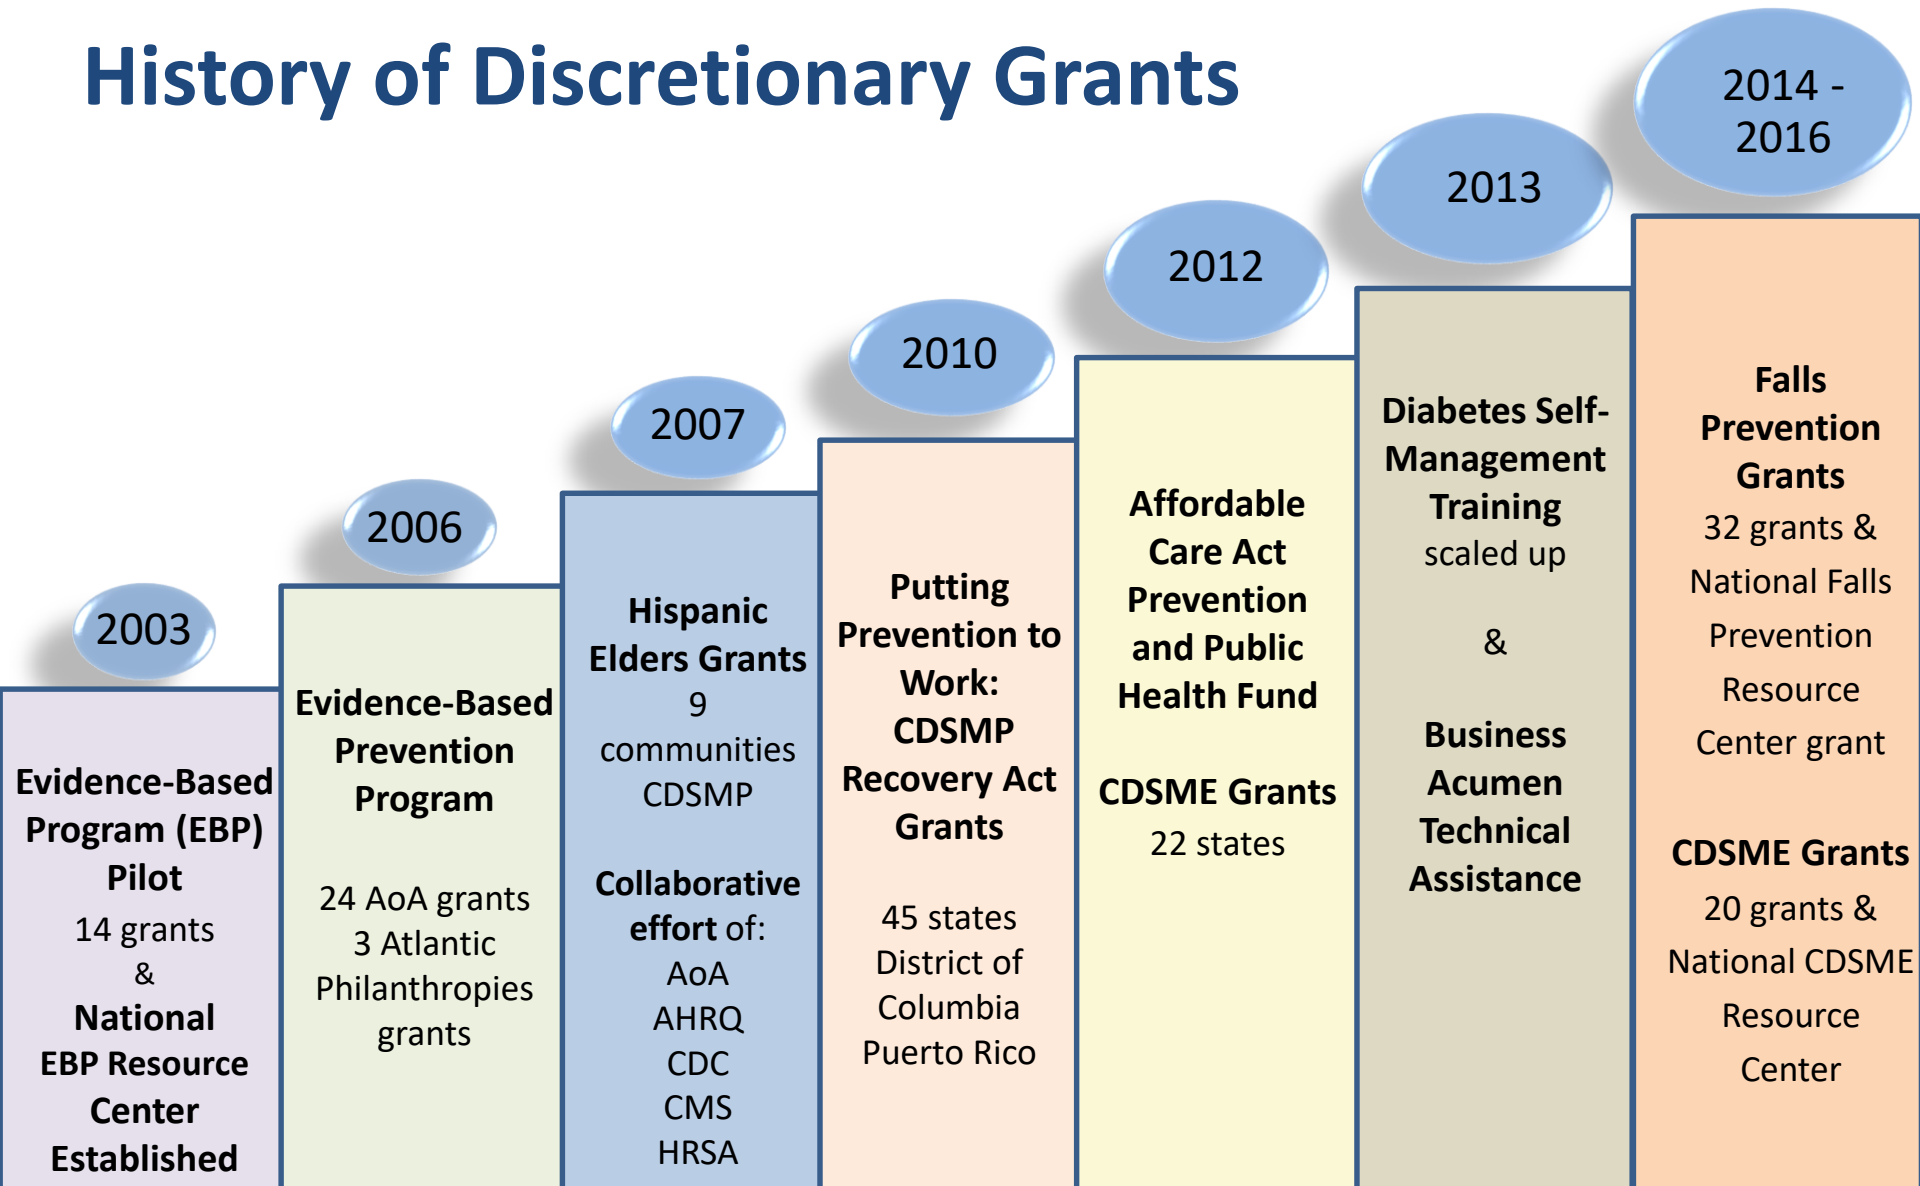 History of Discretionary Grants
2003
Evidence-Based
Program (EBP)
Pilot
14 grants
&
National
EBP Resource
Center
Established
2006
Evidence-Based
Prevention
Program
24 AoA grants
3 Atlantic
Philanthropies
grants
2007
Hispanic
Elders Grants
9
communities
CDSMP
Collaborative
effort of:
AoA
AHRQ
CDC
CMS
HRSA
2010
Putting
Prevention to
Work:
CDSMP
Recovery Act
Grants
45 states
District of
Columbia
Puerto Rico
2012
Affordable
Care Act
Prevention
and Public
Health Fund
CDSME Grants
22 states
2013
Diabetes Self-
Management
Training
scaled up
&
Business
Acumen
Technical
Assistance
2014 -
2016
Falls
Prevention
Grants
32 grants &
National Falls
Prevention
Resource
Center grant
CDSME Grants
20 grants &
National CDSME
Resource
Center